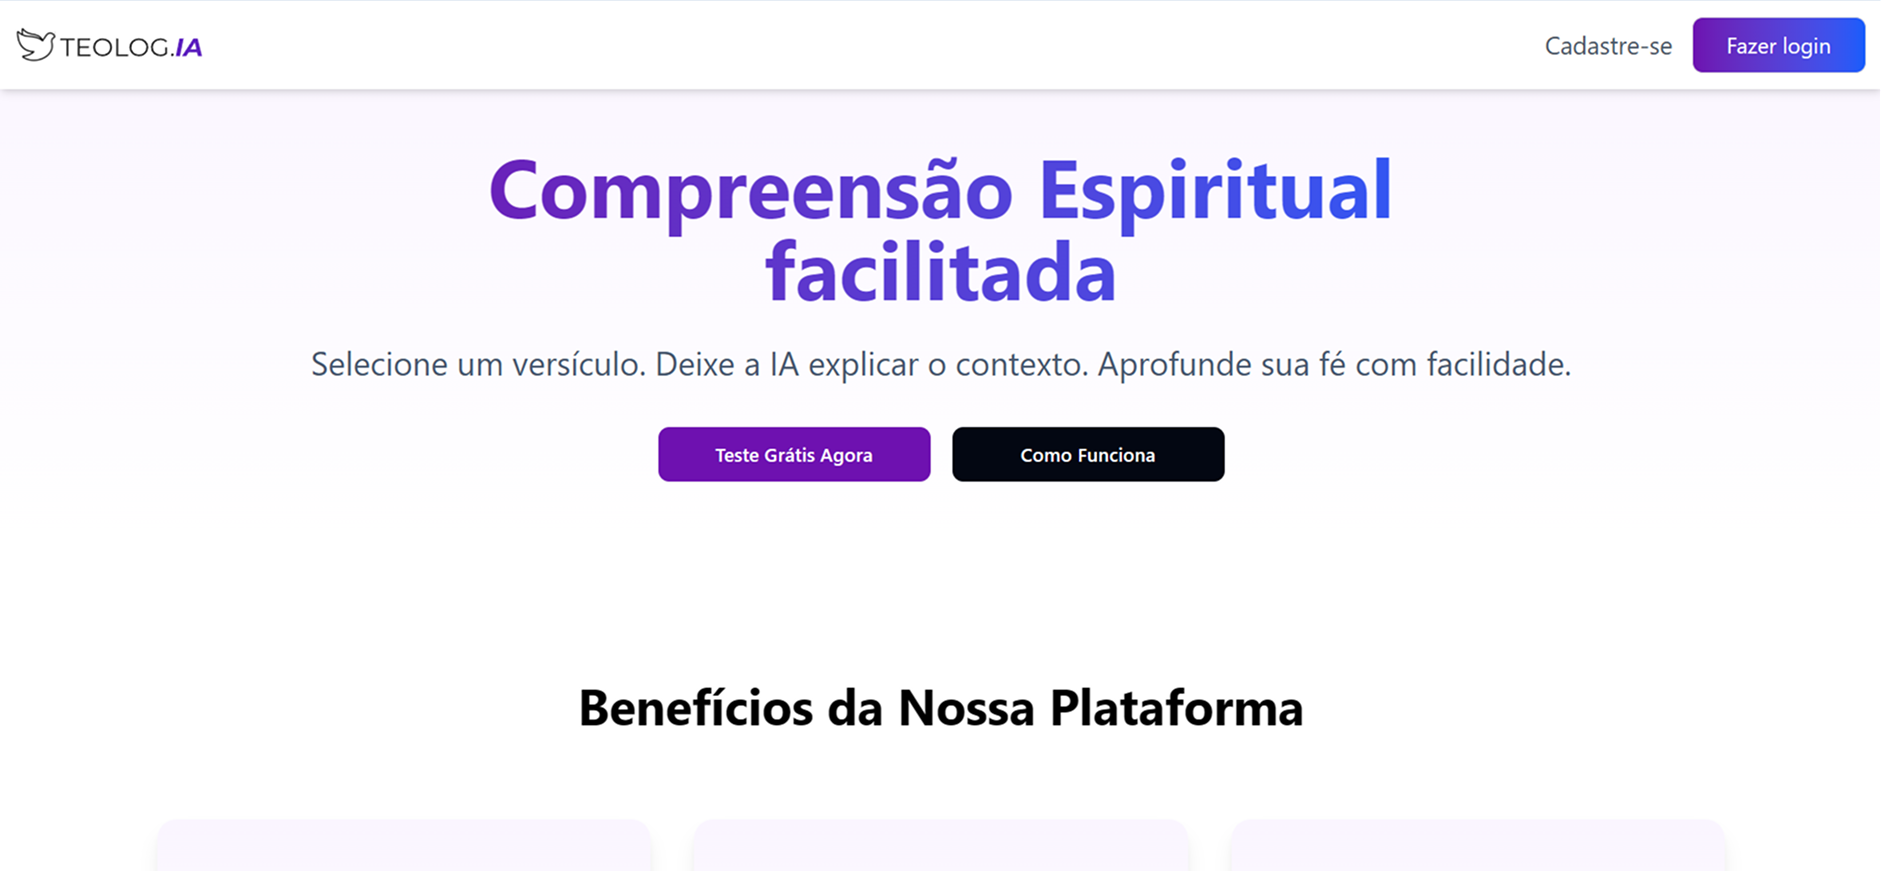 TEOLOG.IA
Cadastre-se
Fazer login
Compreensão Espiritual
facilitada
Selecione um versículo. Deixe a IA explicar o contexto. Aprofunde sua fé com facilidade.
Teste Grátis Agora
Como Funciona
Benefícios da Nossa Plataforma